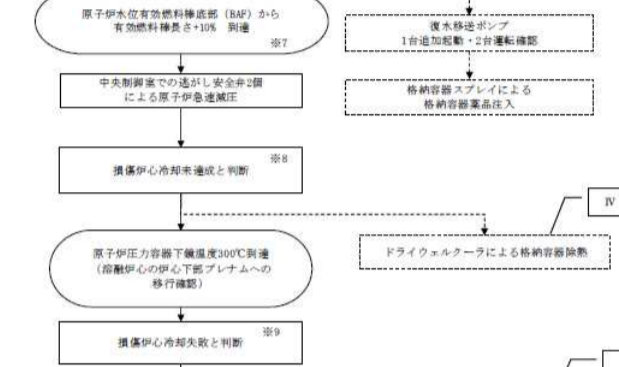 原子炉水位有効燃料棒底部（BAF）から
有効燃料棒長さ+10% 到達
※7
中央制御室での逃がし安全弁2個
による原子炉急速減圧
※8
損傷炉心冷却未達成と判断
原子炉圧力容器下鏡温度300℃到達
（溶融炉心の炉心下部プレナムへの
移行確認）
※9
損傷炉心冷却失敗と判断
復水移送ポンプ
1台追加起動・2台運転確認
格納容器スプレイによる
格納容器薬品注入
Ⅳ
ドライウェルクーラによる格納容器除熱